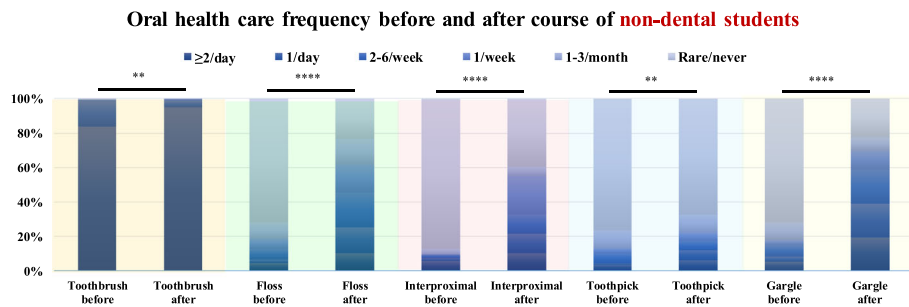 Oral health care frequency before and after course of non-dental students
≥2/day 1/day 2-6/week 1/week 1-3/month Rare/never
** **** **** ** ****
100%
80%
60%
40%
20%
0%
Toothbrush before
Toothbrush after
Floss before
Floss after
Interproximal before
Interproximal after
Toothpick before
Toothpick after
Gargle before
Gargle after